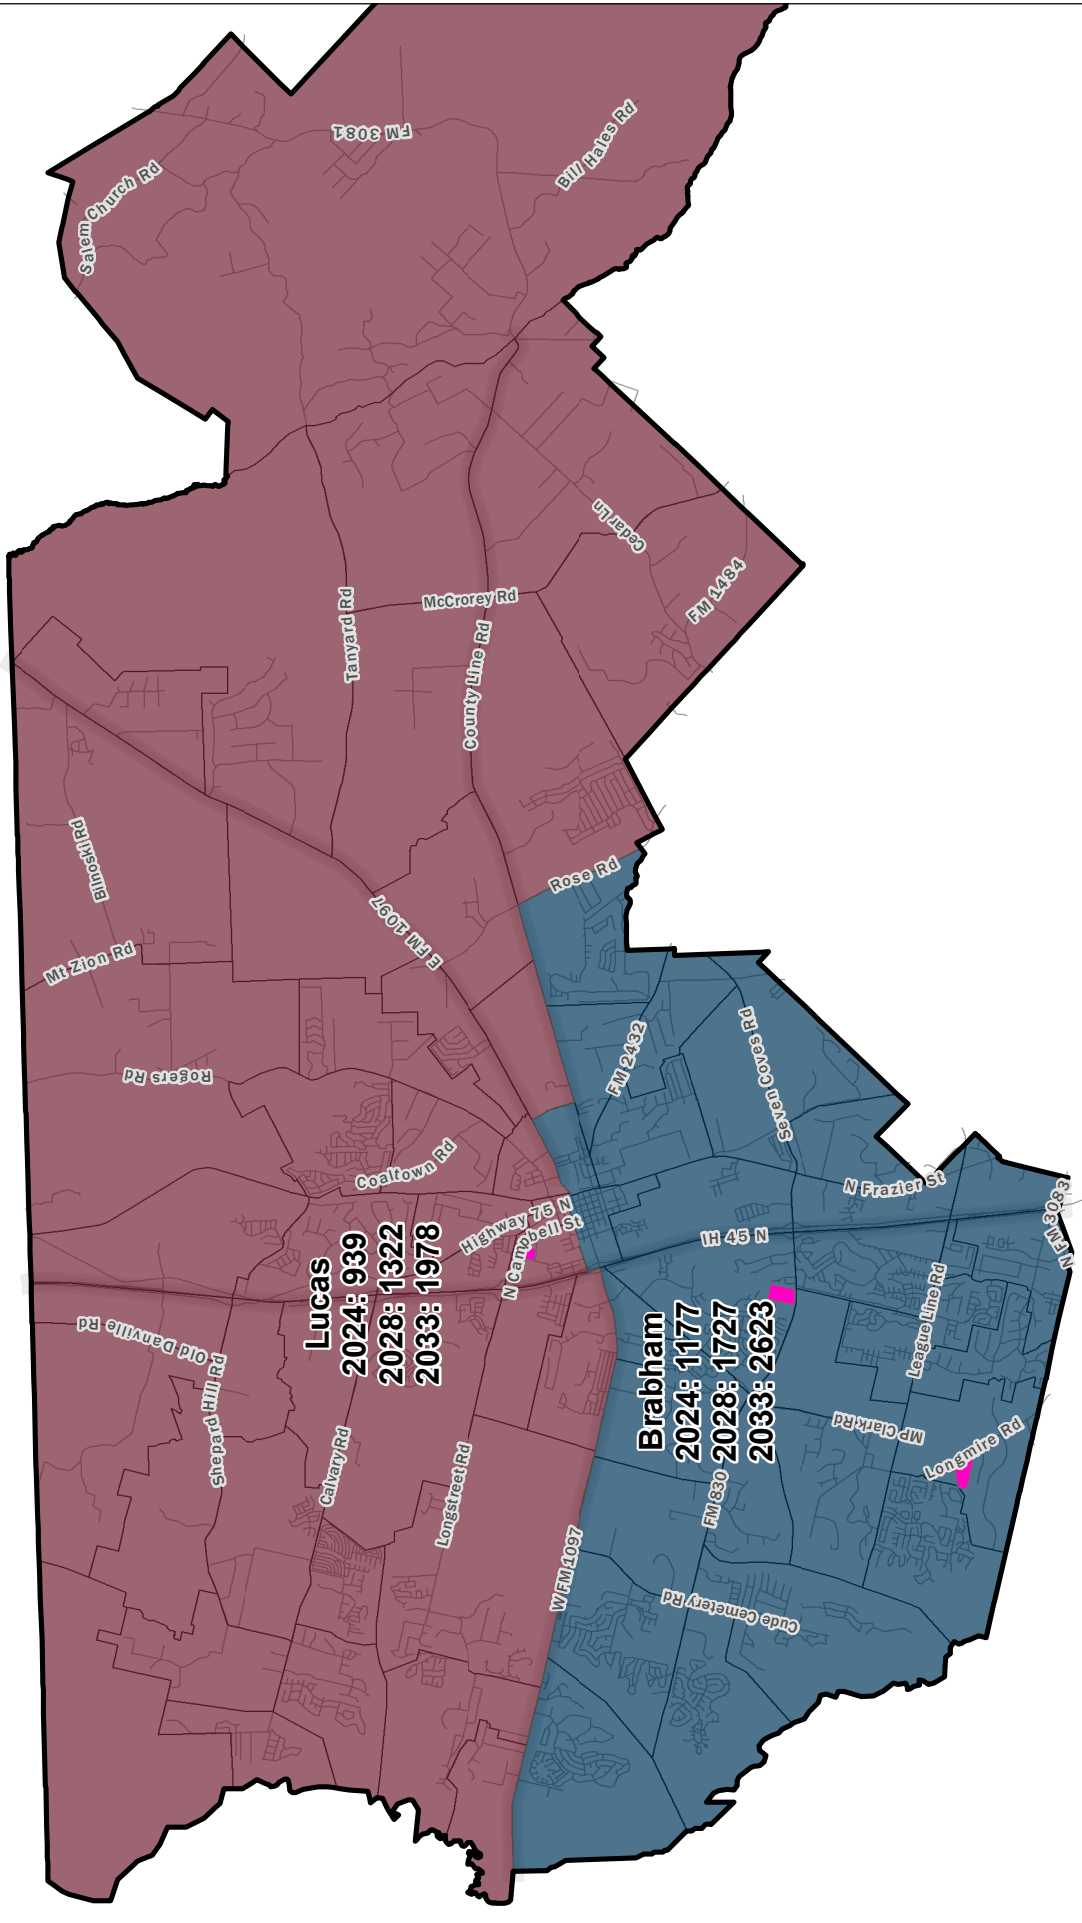 FM 3081
Bill Hales Rd
Salem Church Rd
Cedar Ln
FM 1484
McCrorey Rd
Tanyard Rd
County Line Rd
Binoski Rd
Rose Rd
E FM 1097
Mt Zion Rd
FM 2432
Seven Coves Rd
Rogers Rd
Coaltown Rd
N Frazier St
Highway 75 N
N Campbell St
IH 45 N
N FM 3083
Lucas
2024: 939
2028: 1322
2033: 1978
Old Danville Rd
Shepard Hill Rd
League Line Rd
Brabham
2024: 1177
2028: 1727
2033: 2623
MP Clark Rd
Longmire Rd
Calvary Rd
Longstreet Rd
FM 830
W FM 1097
Cude Cemetery Rd